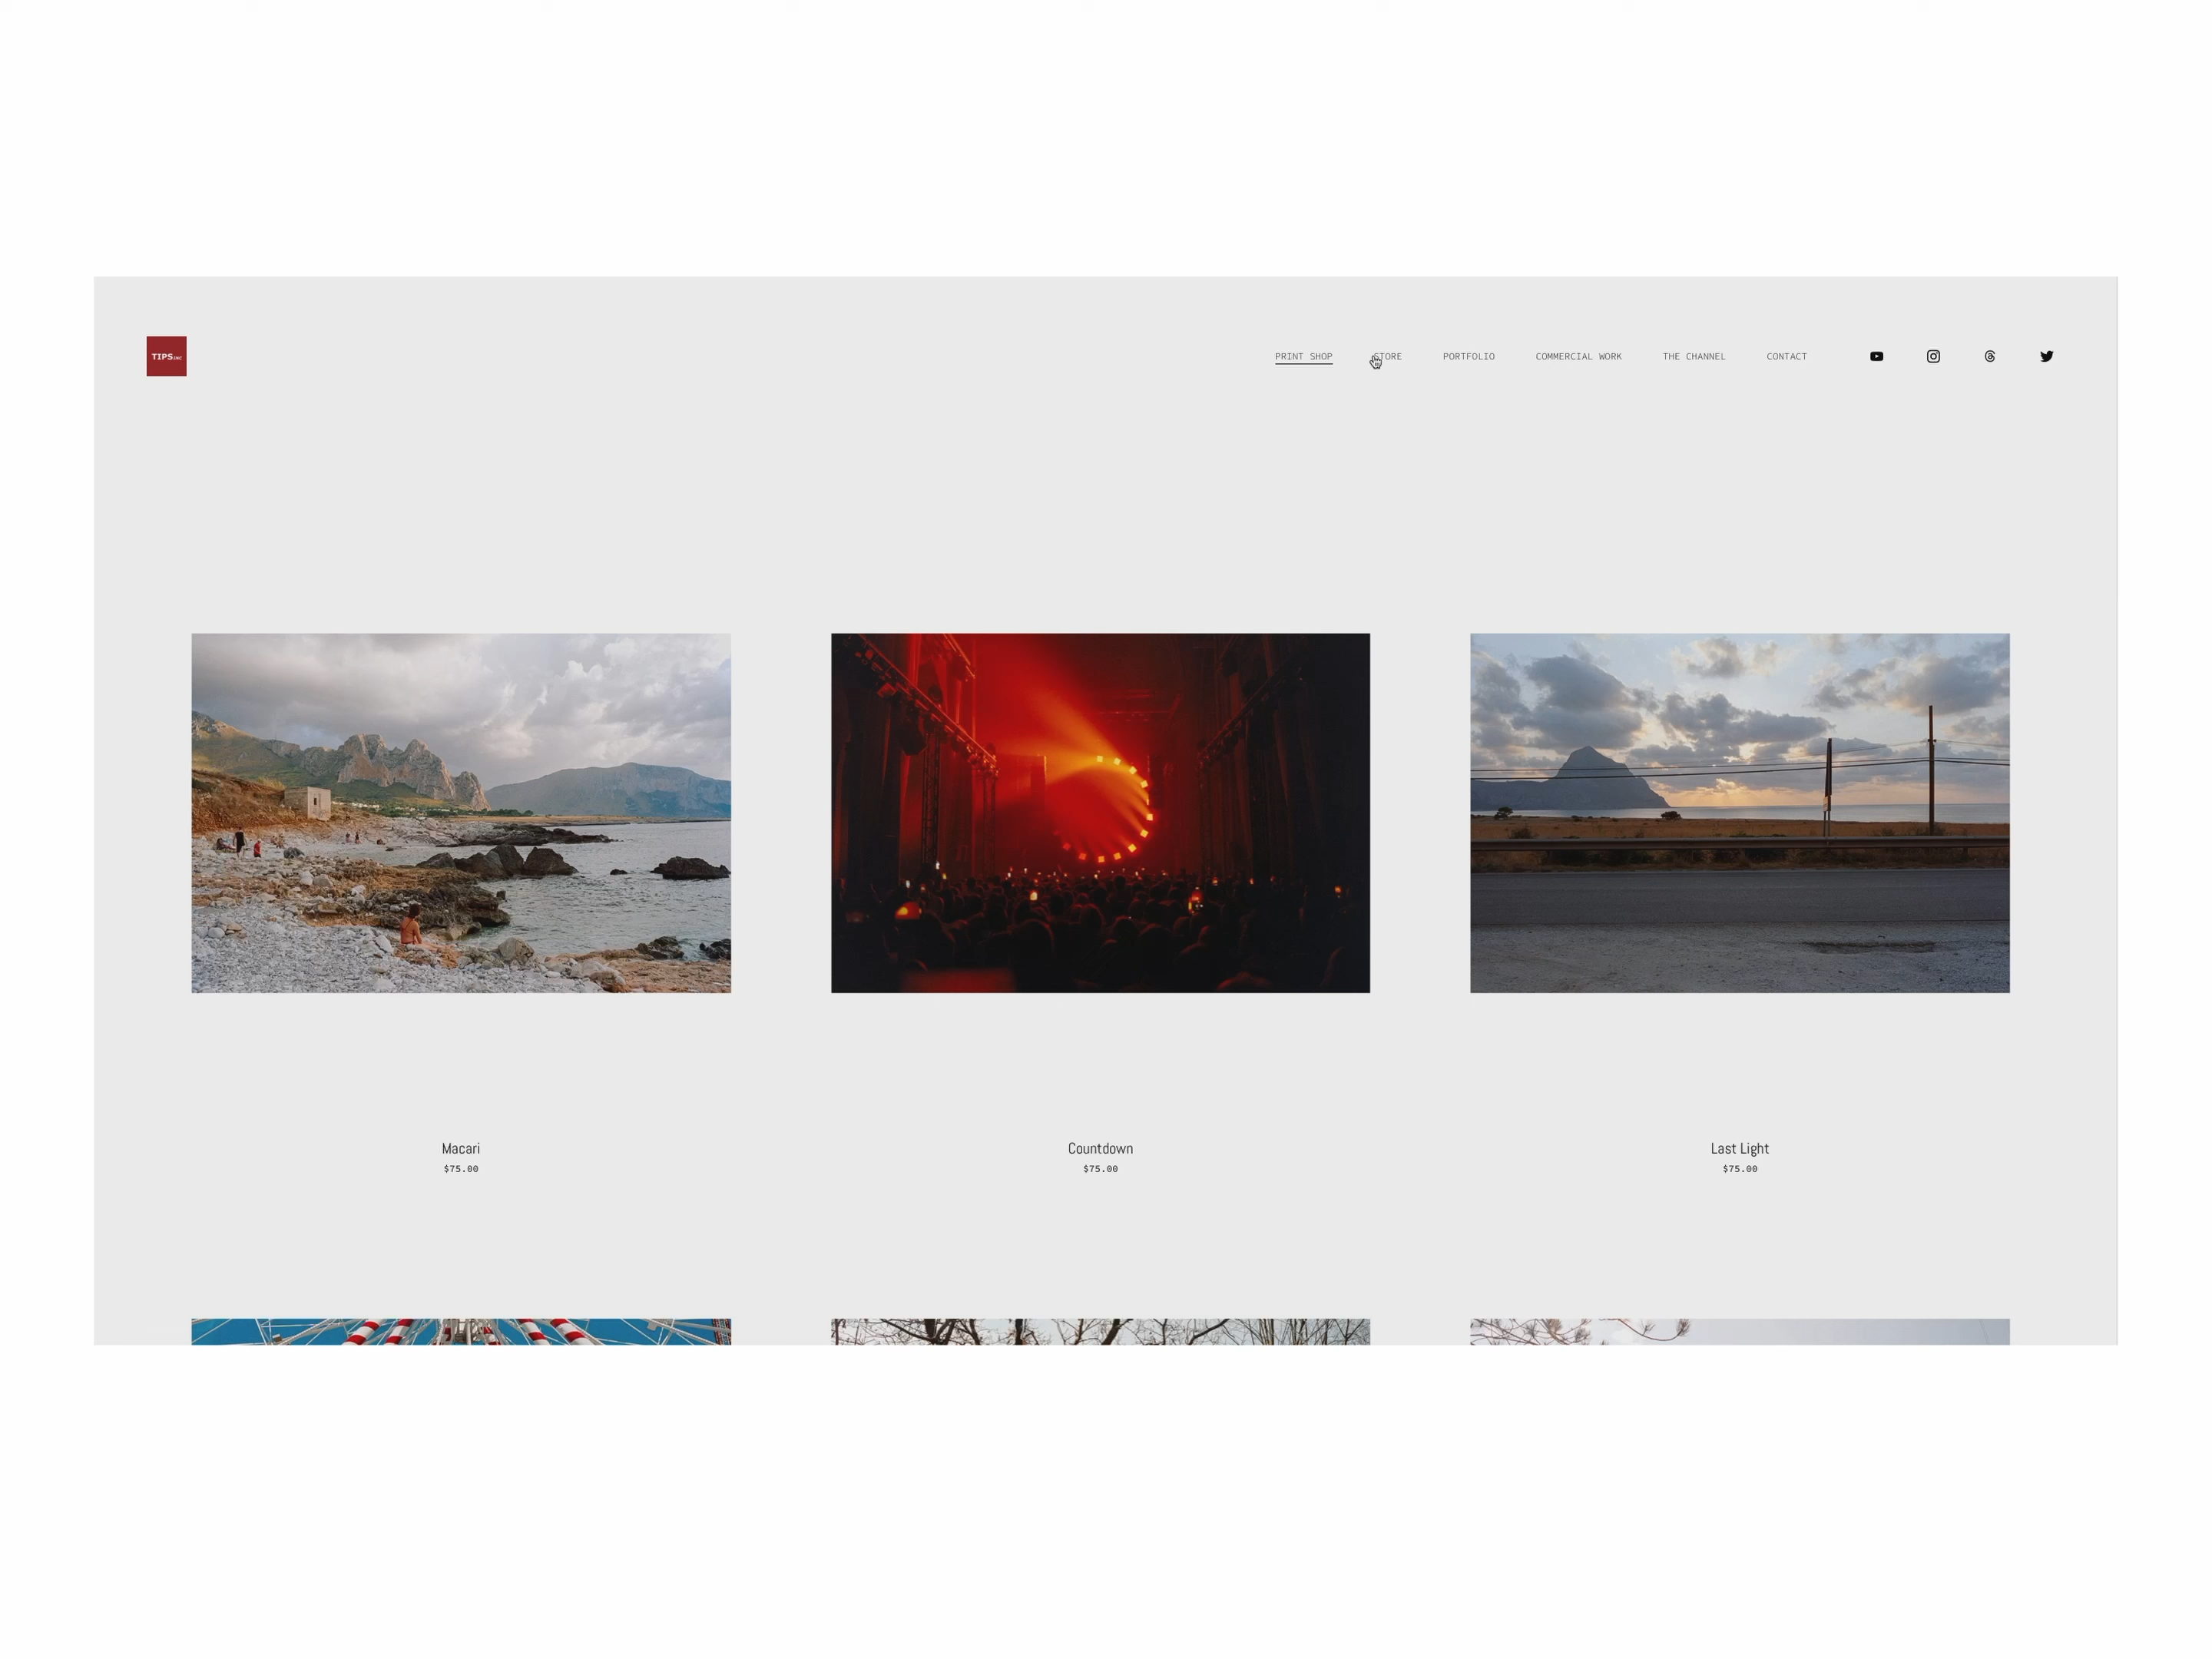 TIPS INC
PRINT SHOP STORE PORTFOLIO COMMERCIAL WORK THE CHANNEL CONTACT
Macari Countdown Last Light
$75.00 $75.00 $75.00